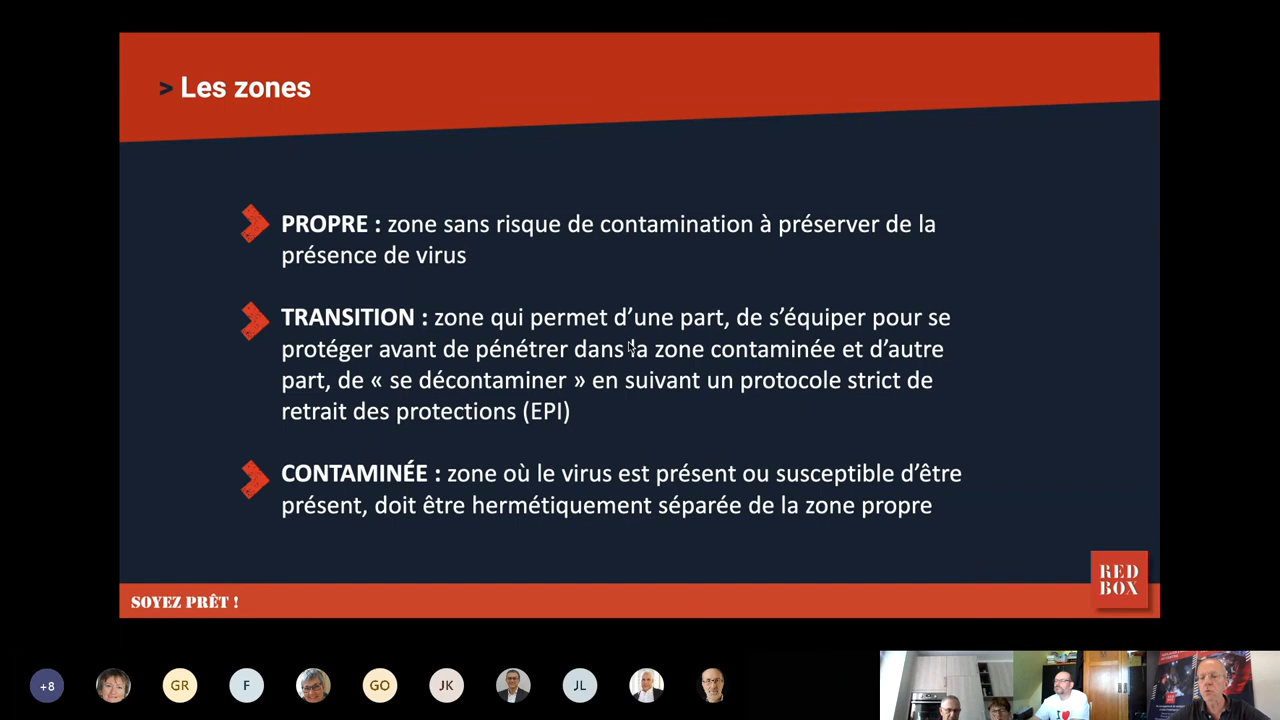 > Les zones
PROPRE : zone sans risque de contamination à préserver de la
présence de virus
TRANSITION : zone qui permet d’une part, de s’équiper pour se
protéger avant de pénétrer dans la zone contaminée et d’autre
part, de « se décontaminer » en suivant un protocole strict de
retrait des protections (EPI)
CONTAMINÉE : zone où le virus est présent ou susceptible d’être
présent, doit être hermétiquement séparée de la zone propre
RED
BOX
SOYEZ PRÊT !
+8
GR
F
GO
JK
JL
I